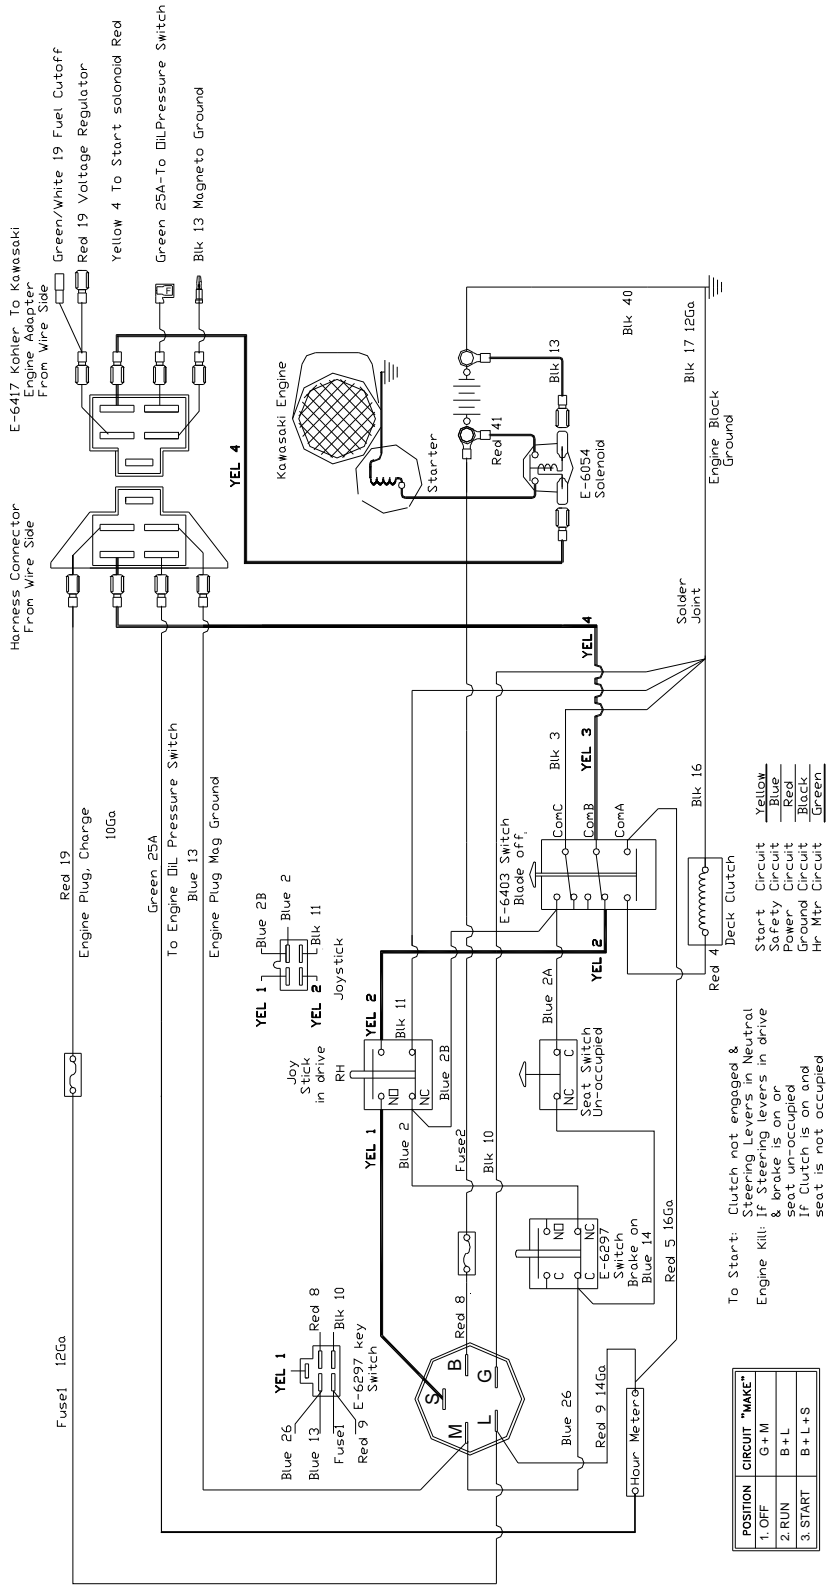 E-6417 Kohler To Kawasaki
Engine Adapter
From Wire Side
Green/White 19 Fuel Cutoff
Red 19 Voltage Regulator
Yellow 4 To Start solonoid Red
Green 25A-To OiLPressure Switch
Blk 13 Magneto Ground
Harness Connector
From Wire Side
YEL 4
Kawasaki Engine
Starter
Red 41
Blk 13
Blk 40
E-6054
Solenoid
Blk 17 12Ga
Engine Block
Ground
Solder
Joint
YEL 4
YEL 3
Blk 3
Blk 16
Red 19
Engine Plug, Charge
10Ga
Green 25A
To Engine OiL Pressure Switch
Blue 13
Engine Plug Mag Ground
Blue 2B
Blue 2
YEL 1
YEL 2
Blk 11
Joystick
E-6403 Switch
Blade off
ComC
ComB
ComA
YEL 2
Red 4
Deck Clutch
Joy
Stick
in drive
RH
NO
NC
YEL 2
Blk 11
Blue 2B
YEL 1
Blue 2
Blue 2A
C
NC
Seat Switch
Un-occupied
Fuse2
Blk 10
NO
NC
C
C
E-6297
Switch
Brake on
Blue 14
Red 5 16Ga
Red 8
Fuse1
12Ga
YEL 1
Red 8
Blk 10
Blue 26
Blue 13
Fuse1
Red 9
E-6297 key
Switch
S
B
G
M
L
Blue 26
Red 9 14Ga
Hour Meter
Start Circuit Yellow
Safety Circuit Blue
Power Circuit Red
Ground Circuit Black
Hr Mtr Circuit Green
To Start: Clutch not engaged &
Steering Levers in Neutral
Engine Kill: If Steering levers in drive
& brake is on or
seat un-occupied
If Clutch is on and
seat is not occupied
POSITION CIRCUIT "MAKE"
1. OFF G + M
2. RUN B + L
3. START B + L + S